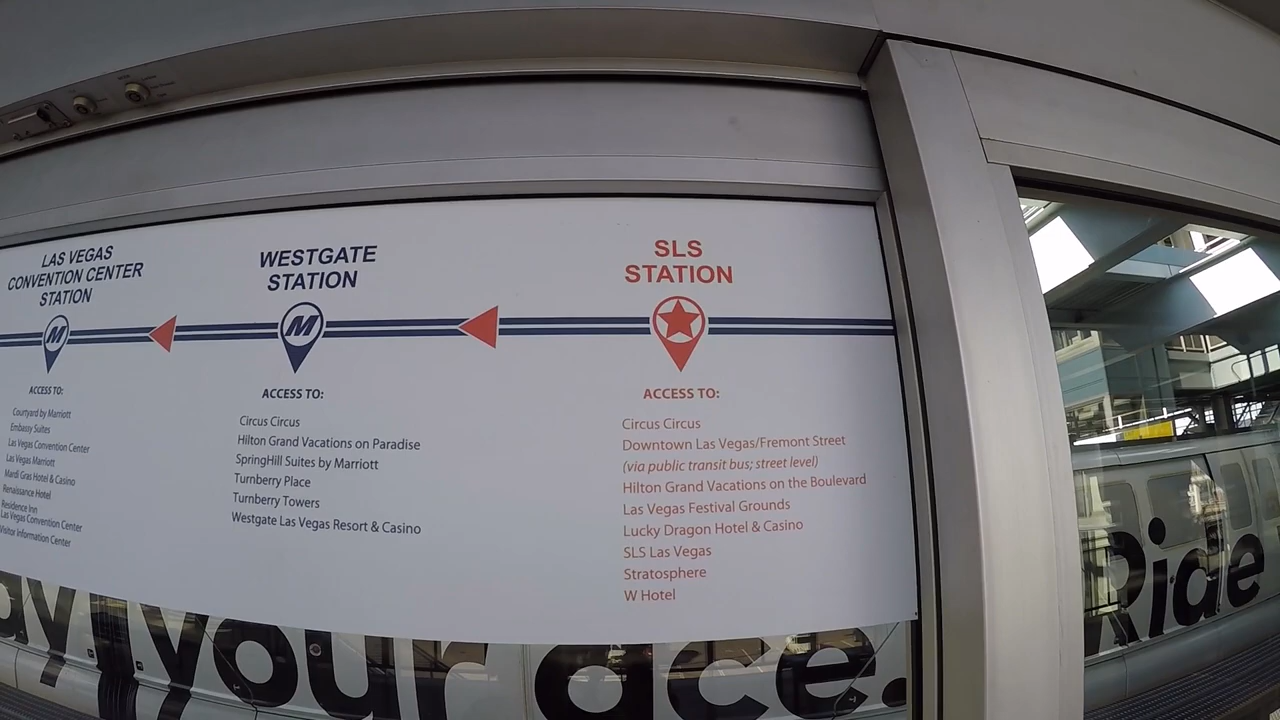 LAS VEGAS
CONVENTION CENTER
STATION
M
ACCESS TO:
Courtyard by Marriott
Embassy Suites
Las Vegas Convention Center
Las Vegas Marriott
Mardi Gras Hotel & Casino
Renaissance Hotel
Residence Inn
Las Vegas Convention Center
Visitor Information Center
WESTGATE
STATION
M
ACCESS TO:
Circus Circus
Hilton Grand Vacations on Paradise
SpringHill Suites by Marriott
Turnberry Place
Turnberry Towers
Westgate Las Vegas Resort & Casino
SLS
STATION
ACCESS TO:
Circus Circus
Downtown Las Vegas/Fremont Street
(via public transit bus; street level)
Hilton Grand Vacations on the Boulevard
Las Vegas Festival Grounds
Lucky Dragon Hotel & Casino
SLS Las Vegas
Stratosphere
W Hotel
your ace.
Ride